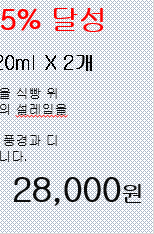 5% 달성
20ml X 2개
을 식빵 위
의 설레임을
풍경과 디
니다.
28,000원